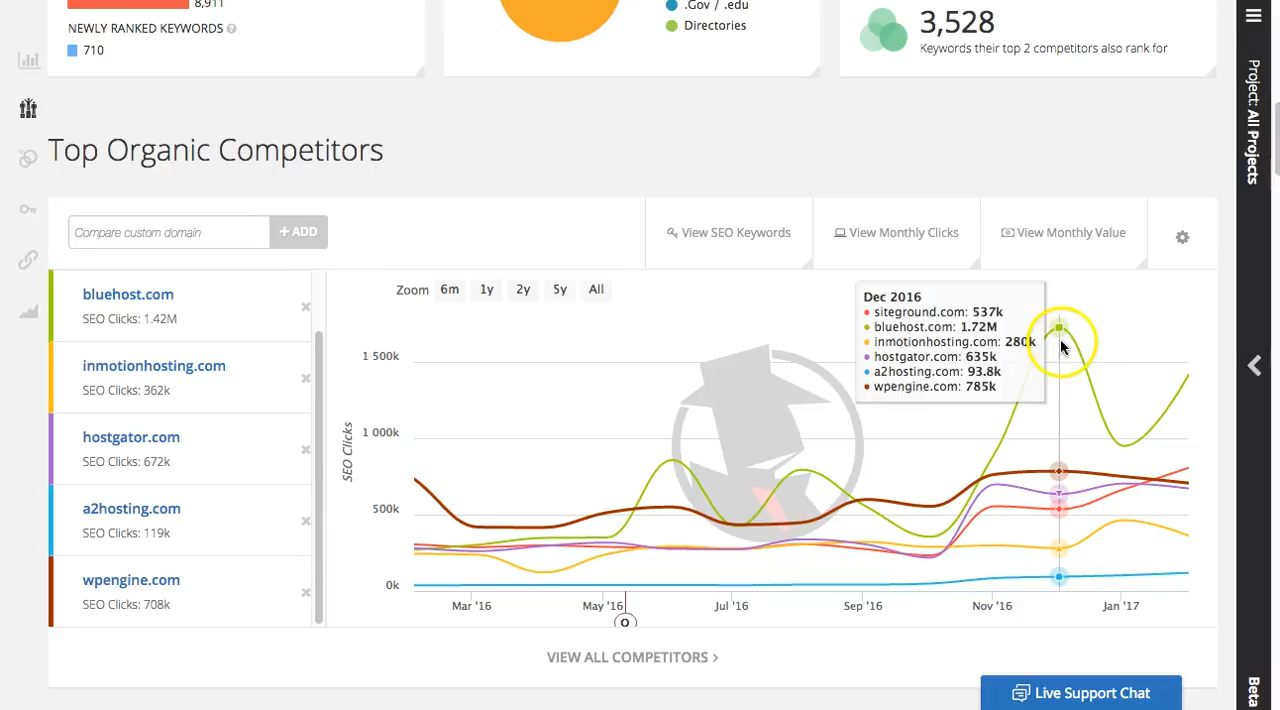 8,911
NEWLY RANKED KEYWORDS ?
710
.Gov / .edu
Directories
3,528
Keywords their top 2 competitors also rank for
Project: All Projects
Top Organic Competitors
Compare custom domain
+ ADD
View SEO Keywords
View Monthly Clicks
View Monthly Value
bluehost.com
SEO Clicks: 1.42M
inmotionhosting.com
SEO Clicks: 362k
hostgator.com
SEO Clicks: 672k
a2hosting.com
SEO Clicks: 119k
wpengine.com
SEO Clicks: 708k
Zoom 6m 1y 2y 5y All
Dec 2016
siteground.com: 537k
bluehost.com: 1.72M
inmotionhosting.com: 280k
hostgator.com: 635k
a2hosting.com: 93.8k
wpengine.com: 785k
SEO Clicks
1 500k
1 000k
500k
0k
Mar '16 May '16 Jul '16 Sep '16 Nov '16 Jan '17
O
VIEW ALL COMPETITORS >
Live Support Chat
Beta